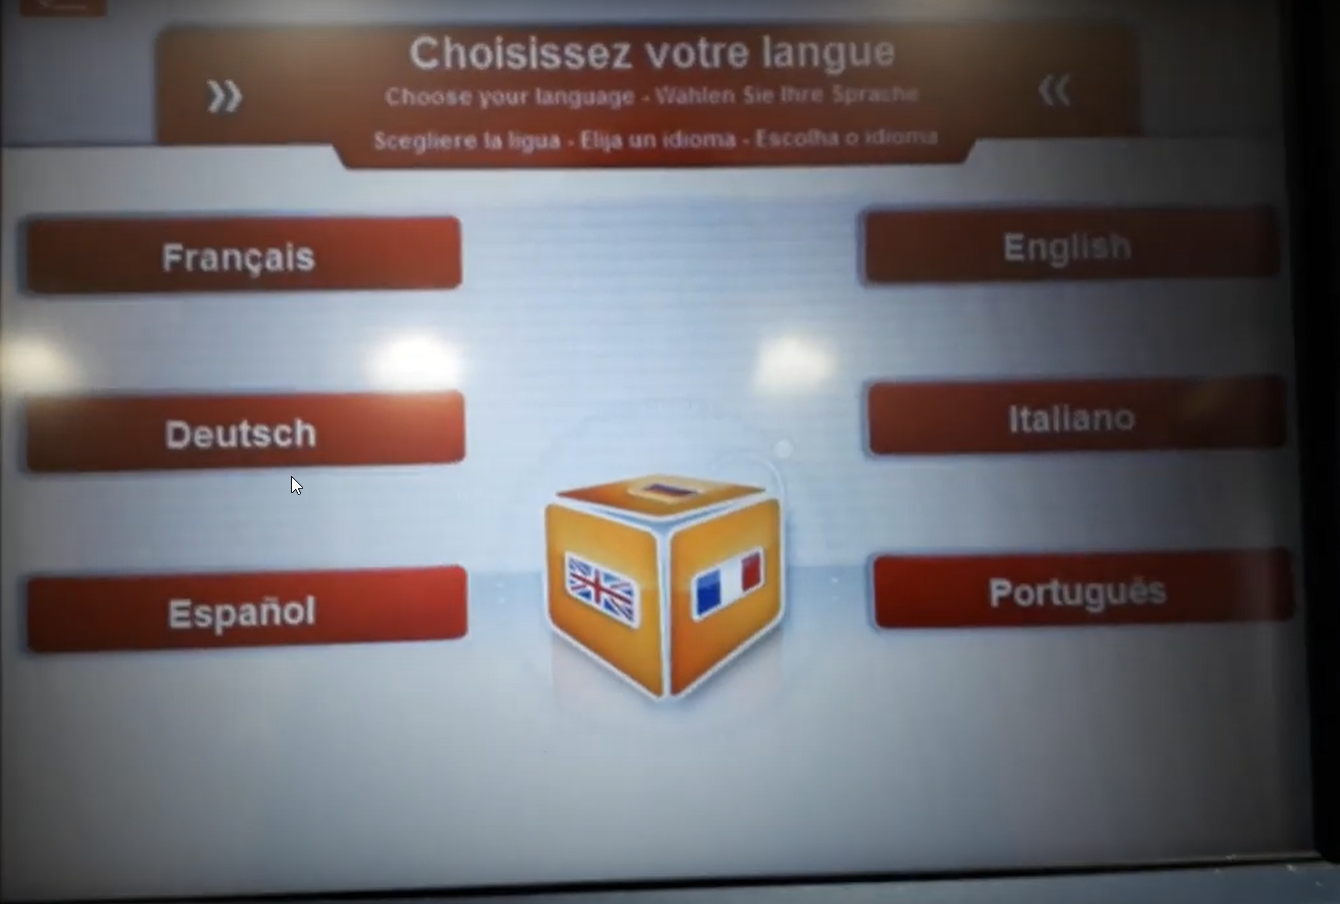 Choisissez votre langue
Choose your language - Wählen Sie Ihre Sprache
Scegliere la ligua - Elija un idioma - Escolha o idioma
Français
English
Deutsch
Italiano
Español
Português